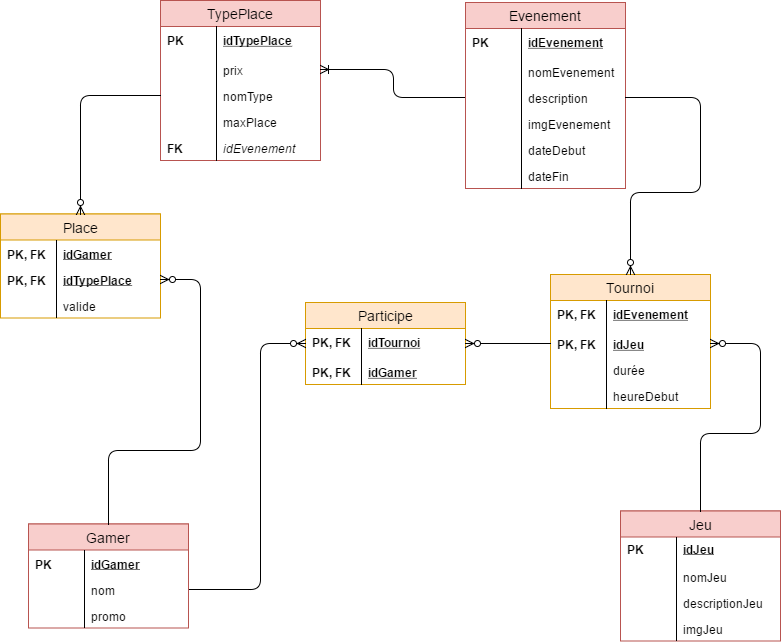 TypePlace
PK idTypePlace
prix
nomType
maxPlace
FK idEvenement
Evenement
PK idEvenement
nomEvenement
description
imgEvenement
dateDebut
dateFin
Place
PK, FK idGamer
PK, FK idTypePlace
valide
Participe
PK, FK idTournoi
PK, FK idGamer
Tournoi
PK, FK idEvenement
PK, FK idJeu
durée
heureDebut
Gamer
PK idGamer
nom
promo
Jeu
PK idJeu
nomJeu
descriptionJeu
imgJeu